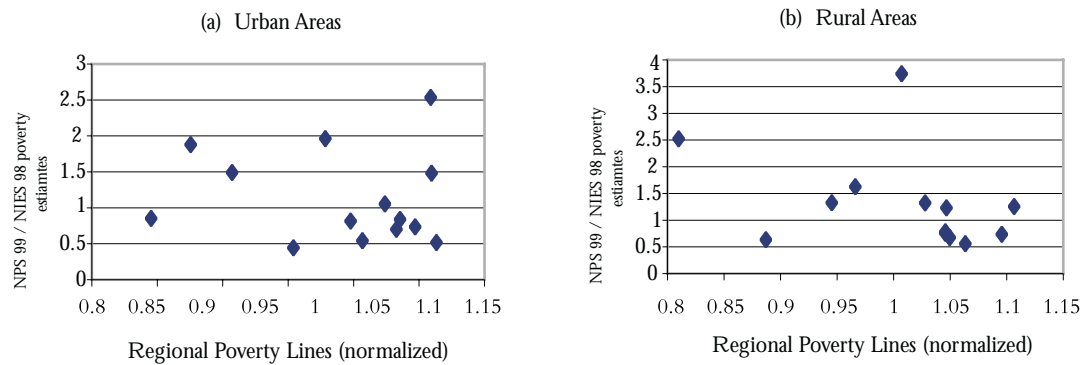 (a) Urban Areas
NPS 99 / NIES 98 poverty
estiamtes
3
2.5
2
1.5
1
0.5
0
0.8 0.85 0.9 0.95 1 1.05 1.1 1.15
Regional Poverty Lines (normalized)
(b) Rural Areas
NPS 99 / NIES 98 poverty
estiamtes
4
3.5
3
2.5
2
1.5
1
0.5
0
0.8 0.85 0.9 0.95 1 1.05 1.1 1.15
Regional Poverty Lines (normalized)